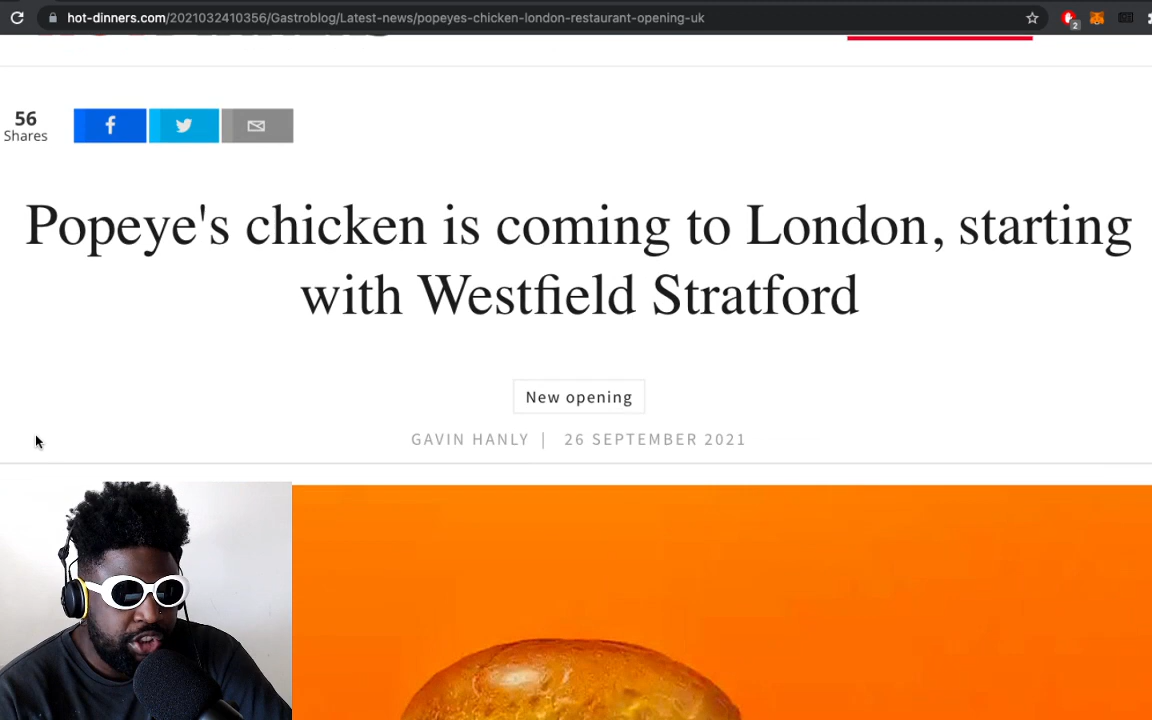 hot-dinners.com/2021032410356/Gastroblog/Latest-news/popeyes-chicken-london-restaurant-opening-uk
2
56
Shares
Popeye's chicken is coming to London, starting
with Westfield Stratford
New opening
GAVIN HANLY | 26 SEPTEMBER 2021